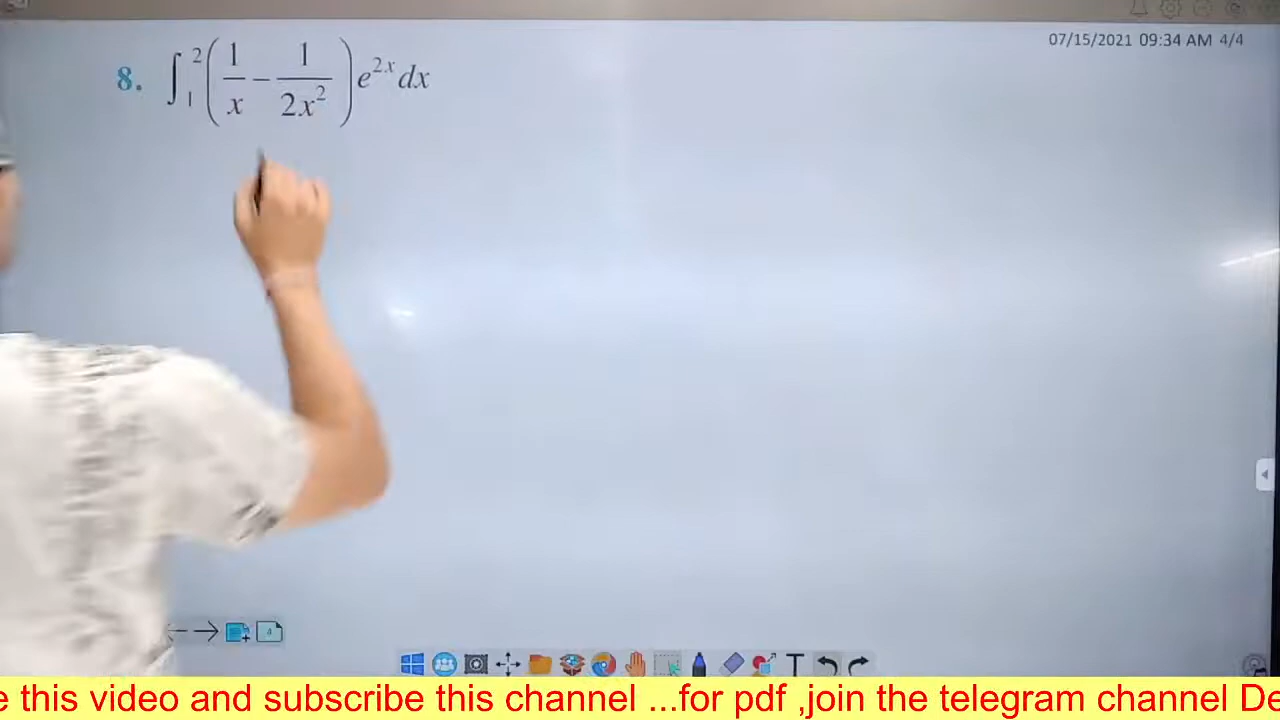 07/15/2021 09:34 AM 4/4
8. ∫₁² (1/x − 1/2x²) e²ˣ dx
e this video and subscribe this channel ...for pdf ,join the telegram channel De